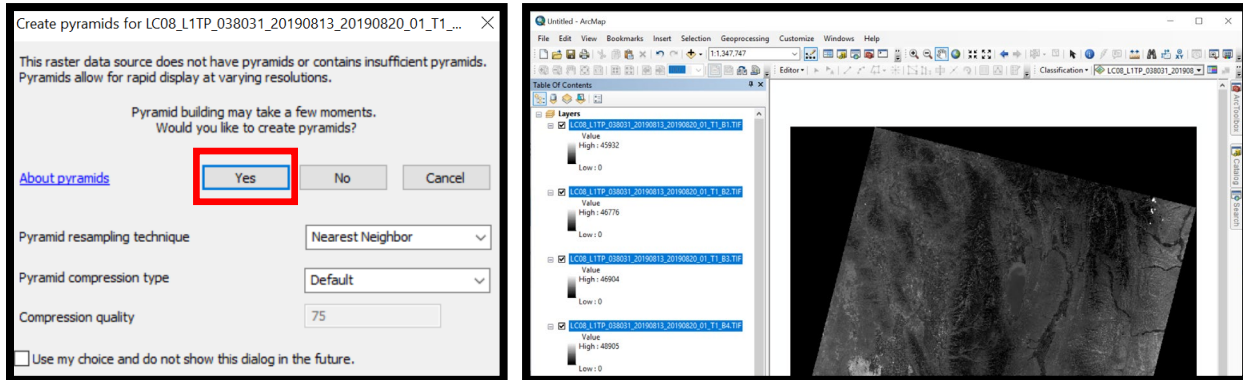 Create pyramids for LC08_L1TP_038031_20190813_20190820_01_T1_...
This raster data source does not have pyramids or contains insufficient pyramids.
Pyramids allow for rapid display at varying resolutions.
Pyramid building may take a few moments.
Would you like to create pyramids?
About pyramids
Yes
No
Cancel
Pyramid resampling technique
Nearest Neighbor
Pyramid compression type
Default
Compression quality
75
Use my choice and do not show this dialog in the future.
Untitled - ArcMap
File Edit View Bookmarks Insert Selection Geoprocessing Customize Windows Help
1:1,347,747
Editor
Classification
LC08_L1TP_038031_201908
Table Of Contents
Layers
LC08_L1TP_038031_20190813_20190820_01_T1_B1.TIF
Value
High : 45932
Low : 0
LC08_L1TP_038031_20190813_20190820_01_T1_B2.TIF
Value
High : 46776
Low : 0
LC08_L1TP_038031_20190813_20190820_01_T1_B3.TIF
Value
High : 46904
Low : 0
LC08_L1TP_038031_20190813_20190820_01_T1_B4.TIF
Value
High : 48905
Low : 0
ArcToolbox
Catalog
Search